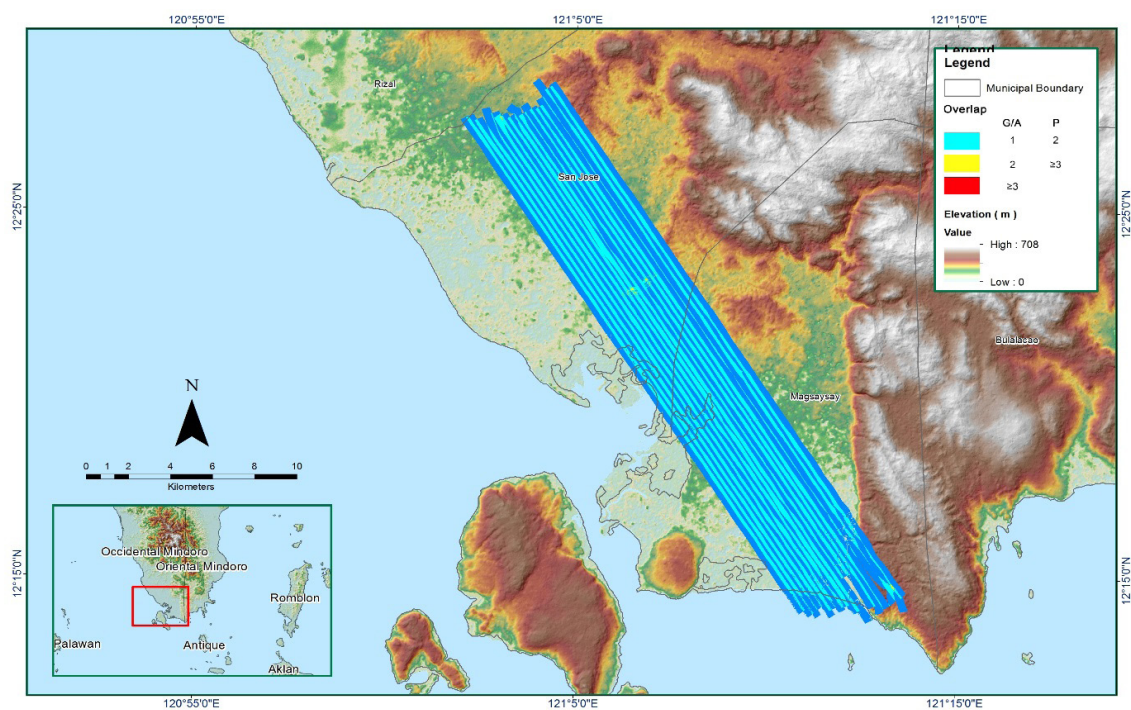 120°55'0"E
121°5'0"E
121°15'0"E
Legend
Legend
Municipal Boundary
Overlap
G/A P
1 2
2 ≥3
≥3
Elevation ( m )
Value
High : 708
Low : 0
Rizal
San Jose
12°25'0"N
12°25'0"N
Bulalacao
Magsaysay
N
0 1 2 4 6 8 10
Kilometers
Occidental Mindoro
Oriental Mindoro
Romblon
Palawan
Antique
Aklan
12°15'0"N
12°15'0"N
120°55'0"E
121°5'0"E
121°15'0"E